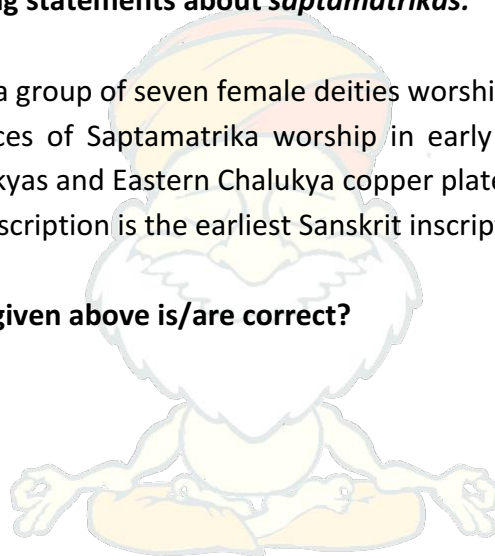 ng statements about saptamatrikas.
a group of seven female deities worshi
ces of Saptamatrika worship in early
kyas and Eastern Chalukya copper plate
scription is the earliest Sanskrit inscrip
given above is/are correct?